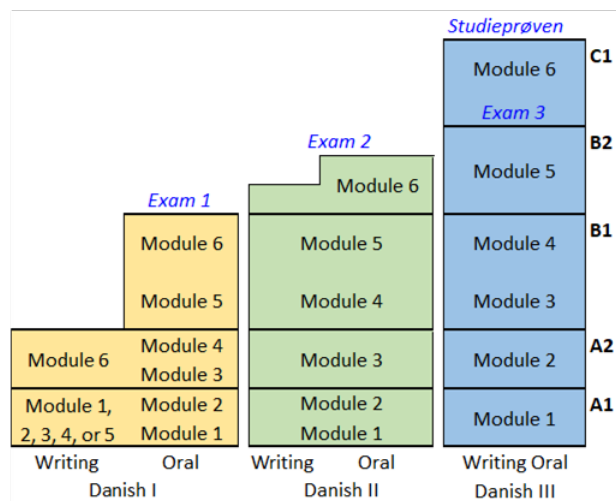 Studieprøven
Module 6
C1
Exam 3
Module 5
B2
Exam 2
Module 6
Exam 1
Module 6
Module 5
Module 5
Module 4
Module 4
Module 3
B1
Module 6
Module 4
Module 3
Module 3
Module 2
A2
Module 1,
2, 3, 4, or 5
Module 2
Module 1
Module 2
Module 1
Module 1
A1
Writing Oral
Danish I
Writing Oral
Danish II
Writing Oral
Danish III